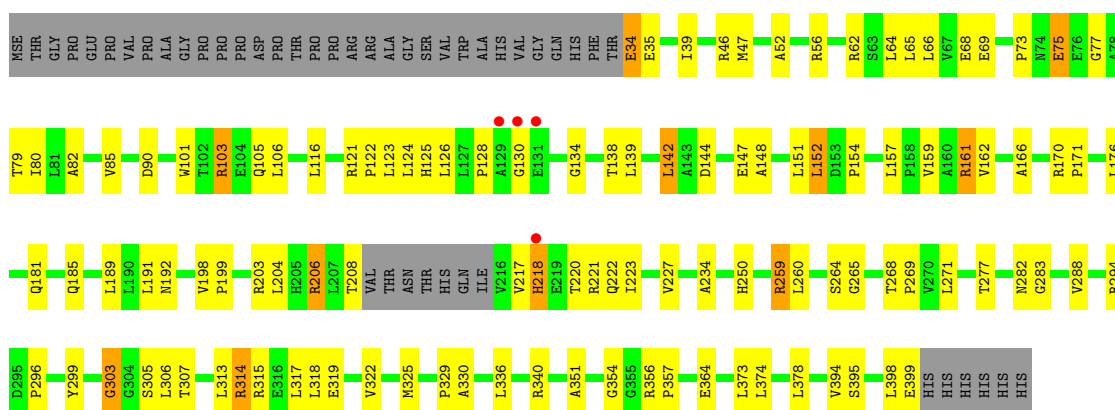 MSE THR GLY PRO GLU PRO VAL PRO ALA GLY PRO PRO PRO ASP PRO THR PRO PRO ARG ARG ALA GLY SER VAL TRP ALA HIS VAL GLY GLN HIS PHE THR E34 E35 I39 R46 M47 A52 R56 R62 S63 L64 L65 L66 V67 E68 E69 P73 N74 E75 E76 G77 A78
T79 I80 L81 A82 V85 D90 W101 T102 R103 E104 Q105 L106 L116 R121 P122 L123 L124 H125 L126 L127 P128 A129 G130 E131 G134 T138 L139 L142 A143 D144 E147 A148 L151 L152 D153 P154 L157 P158 V159 A160 R161 V162 A166 R170 P171 L176
Q181 Q185 L189 L190 L191 N192 V198 P199 R203 L204 H205 R206 L207 T208 VAL THR ASN THR HIS GLN ILE V216 V217 H218 E219 T220 R221 Q222 I223 V227 A234 H250 R259 L260 S264 G265 T268 P269 V270 L271 T277 N282 G283 V288
D295 P296 Y299 G303 G304 S305 L306 T307 L313 R314 R315 E316 L317 L318 E319 V322 M325 P329 A330 L336 R340 A351 G354 G355 R356 P357 E364 L373 L374 L378 V394 S395 L398 E399 HIS HIS HIS HIS HIS HIS